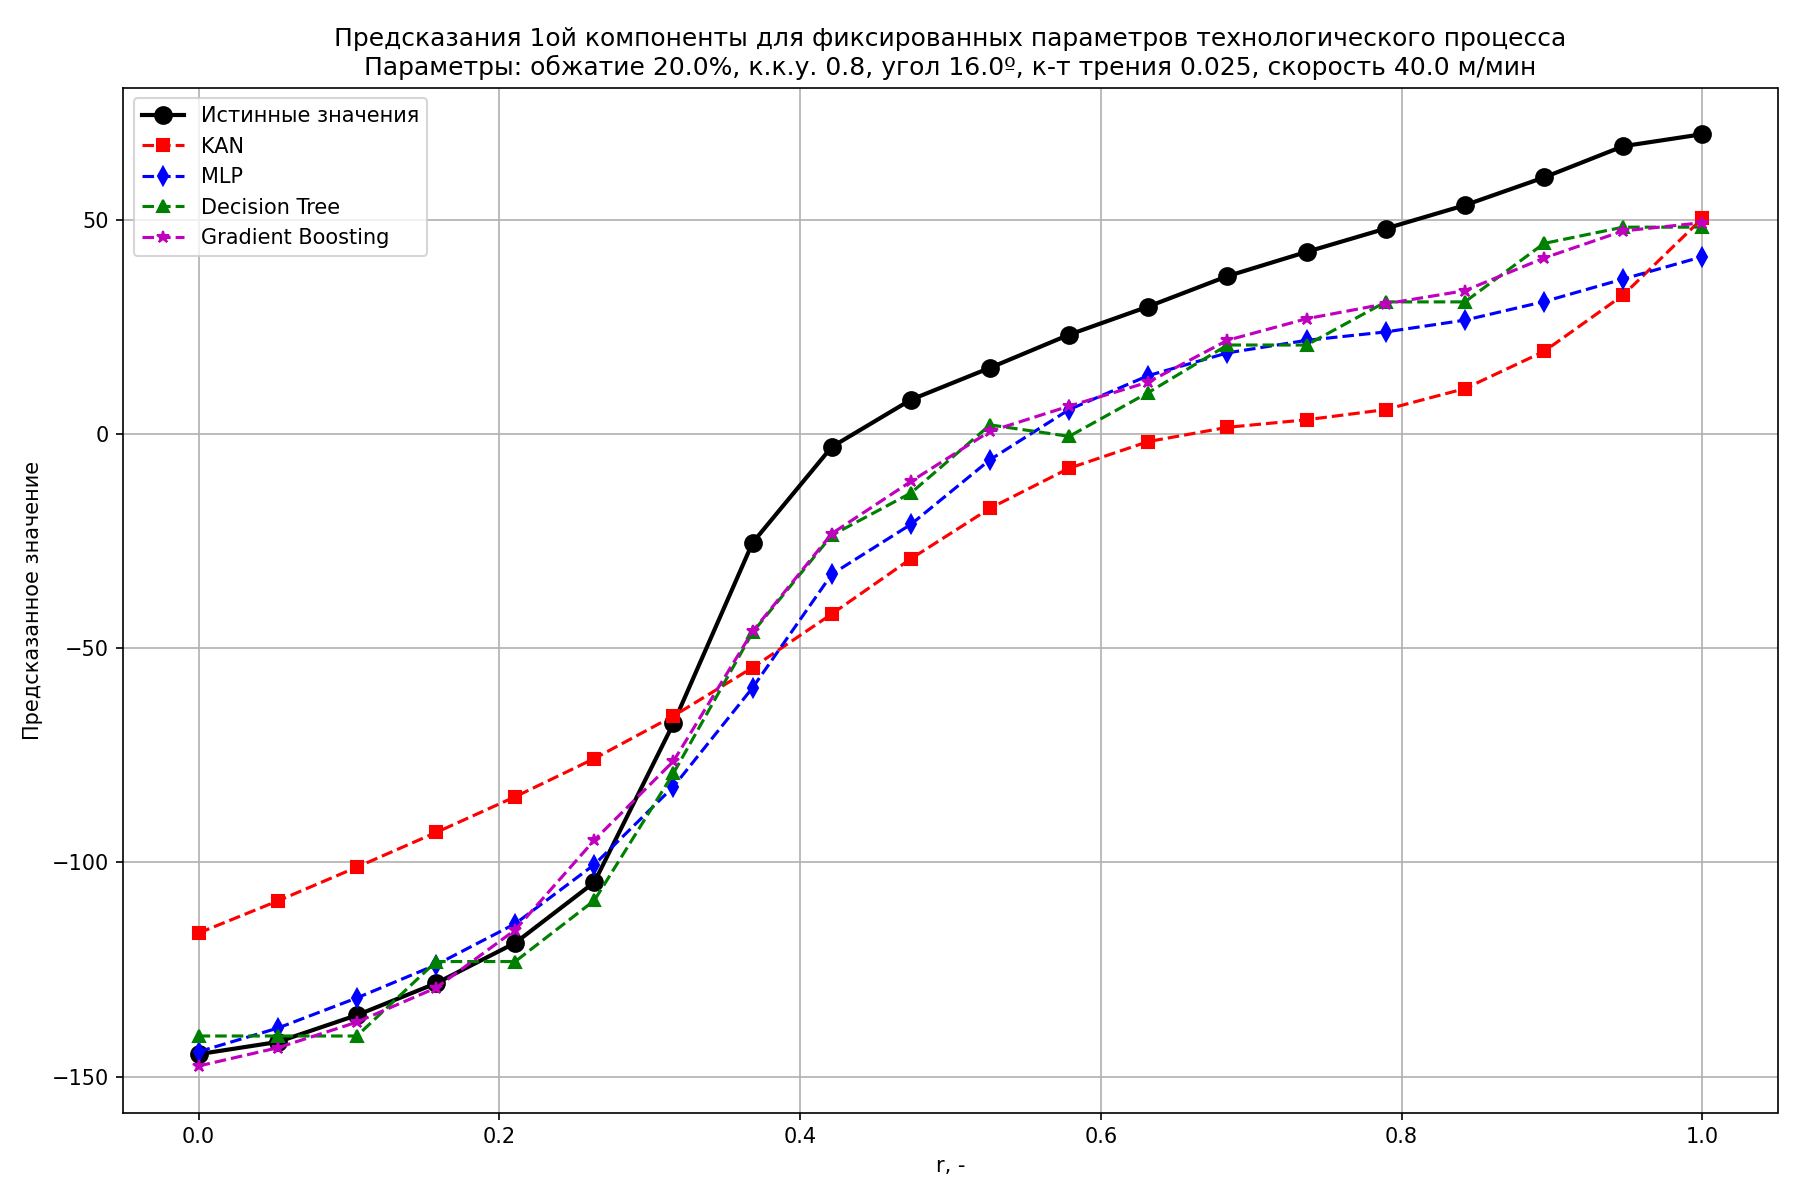 Предсказания 1ой компоненты для фиксированных параметров технологического процесса
Параметры: обжатие 20.0%, к.к.у. 0.8, угол 16.0º, к-т трения 0.025, скорость 40.0 м/мин
Истинные значения
KAN
MLP
Decision Tree
Gradient Boosting
Предсказанное значение
50
0
−50
−100
−150
0.0 0.2 0.4 0.6 0.8 1.0
r, -